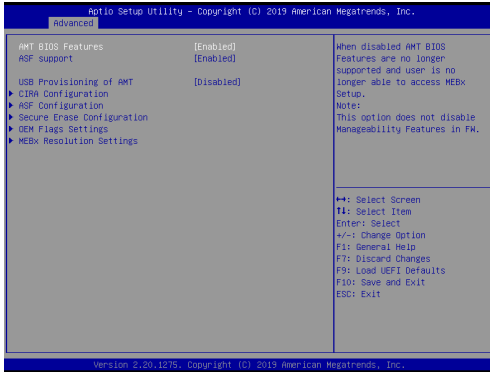 Aptio Setup Utility – Copyright (C) 2019 American Megatrends, Inc.
Advanced
AMT BIOS Features [Enabled]
ASF support [Enabled]
USB Provisioning of AMT [Disabled]
CIRA Configuration
ASF Configuration
Secure Erase Configuration
OEM Flags Settings
MEBx Resolution Settings
When disabled AMT BIOS
Features are no longer
supported and user is no
longer able to access MEBx
Setup.
Note:
This option does not disable
Manageability Features in FW.
↔: Select Screen
↑↓: Select Item
Enter: Select
+/-: Change Option
F1: General Help
F7: Discard Changes
F9: Load UEFI Defaults
F10: Save and Exit
ESC: Exit
Version 2.20.1275. Copyright (C) 2019 American Megatrends, Inc.